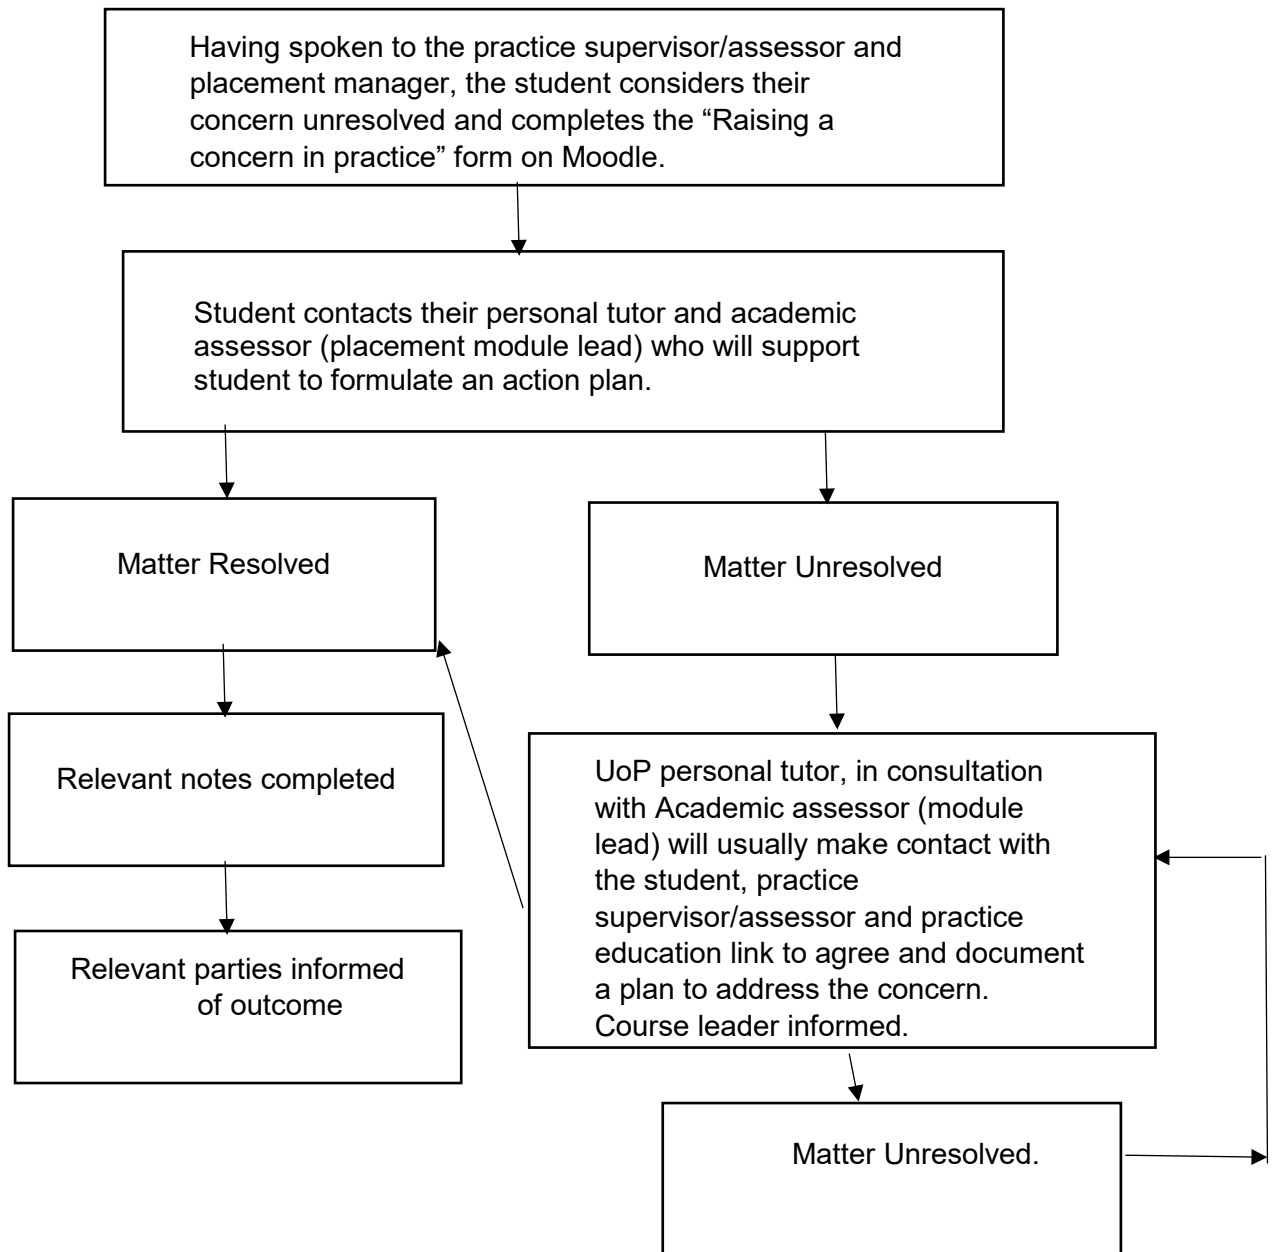 Having spoken to the practice supervisor/assessor and
placement manager, the student considers their
concern unresolved and completes the “Raising a
concern in practice” form on Moodle.
Student contacts their personal tutor and academic
assessor (placement module lead) who will support
student to formulate an action plan.
Matter Resolved
Matter Unresolved
Relevant notes completed
Relevant parties informed
of outcome
UoP personal tutor, in consultation
with Academic assessor (module
lead) will usually make contact with
the student, practice
supervisor/assessor and practice
education link to agree and document
a plan to address the concern.
Course leader informed.
Matter Unresolved.